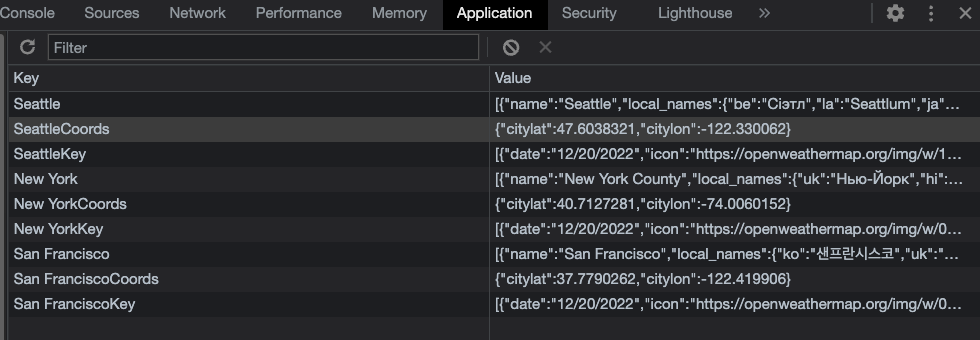 Console Sources Network Performance Memory Application Security Lighthouse »
Filter
Key Value
Seattle [{"name":"Seattle","local_names":{"be":"Сіэтл","la":"Seattlum","ja"…
SeattleCoords {"citylat":47.6038321,"citylon":-122.330062}
SeattleKey [{"date":"12/20/2022","icon":"https://openweathermap.org/img/w/1…
New York [{"name":"New York County","local_names":{"uk":"Нью-Йорк","hi":…
New YorkCoords {"citylat":40.7127281,"citylon":-74.0060152}
New YorkKey [{"date":"12/20/2022","icon":"https://openweathermap.org/img/w/0…
San Francisco [{"name":"San Francisco","local_names":{"ko":"샌프란시스코","uk":"…
San FranciscoCoords {"citylat":37.7790262,"citylon":-122.419906}
San FranciscoKey [{"date":"12/20/2022","icon":"https://openweathermap.org/img/w/0…